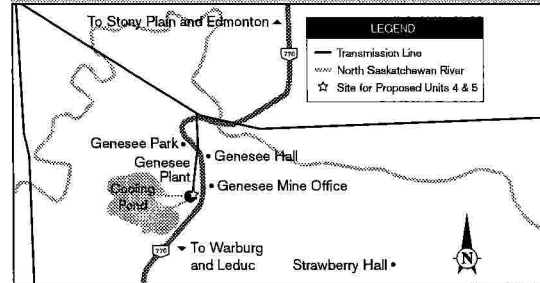 To Stony Plain and Edmonton
770
LEGEND
Transmission Line
North Saskatchewan River
Site for Proposed Units 4 & 5
Genesee Park
Genesee Hall
Genesee
Plant
Genesee Mine Office
Cooling
Pond
770
To Warburg
and Leduc
Strawberry Hall
N